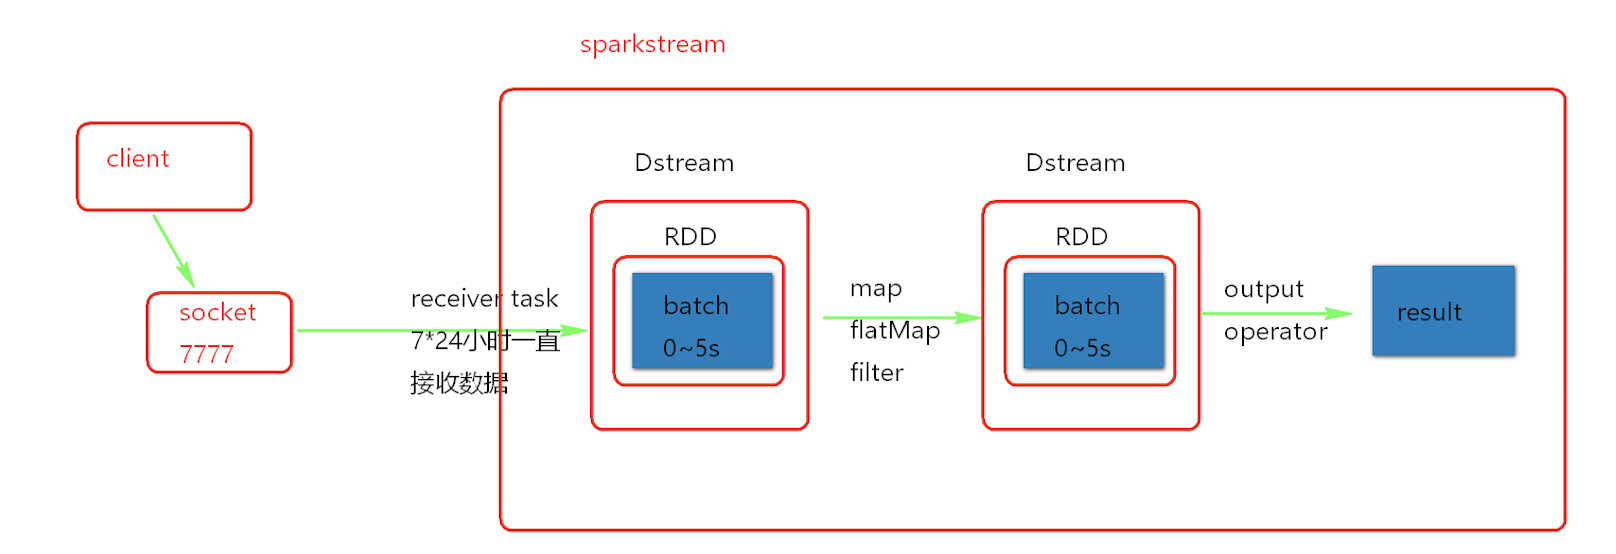 sparkstream
client
socket
7777
receiver task
7*24小时一直
接收数据
Dstream
RDD
batch
0~5s
map
flatMap
filter
Dstream
RDD
batch
0~5s
output
operator
result